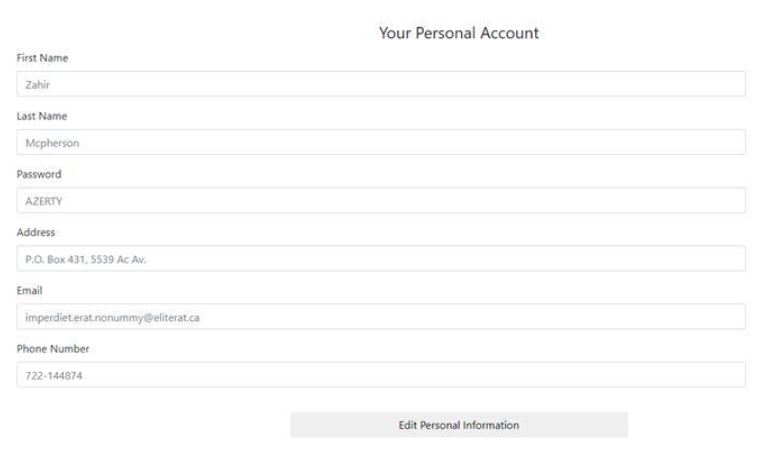 Your Personal Account
First Name
Zahir
Last Name
Mcpherson
Password
AZERTY
Address
P.O. Box 431, 5539 Ac Av.
Email
imperdiet.erat.nonummy@eliterat.ca
Phone Number
722-144874
Edit Personal Information